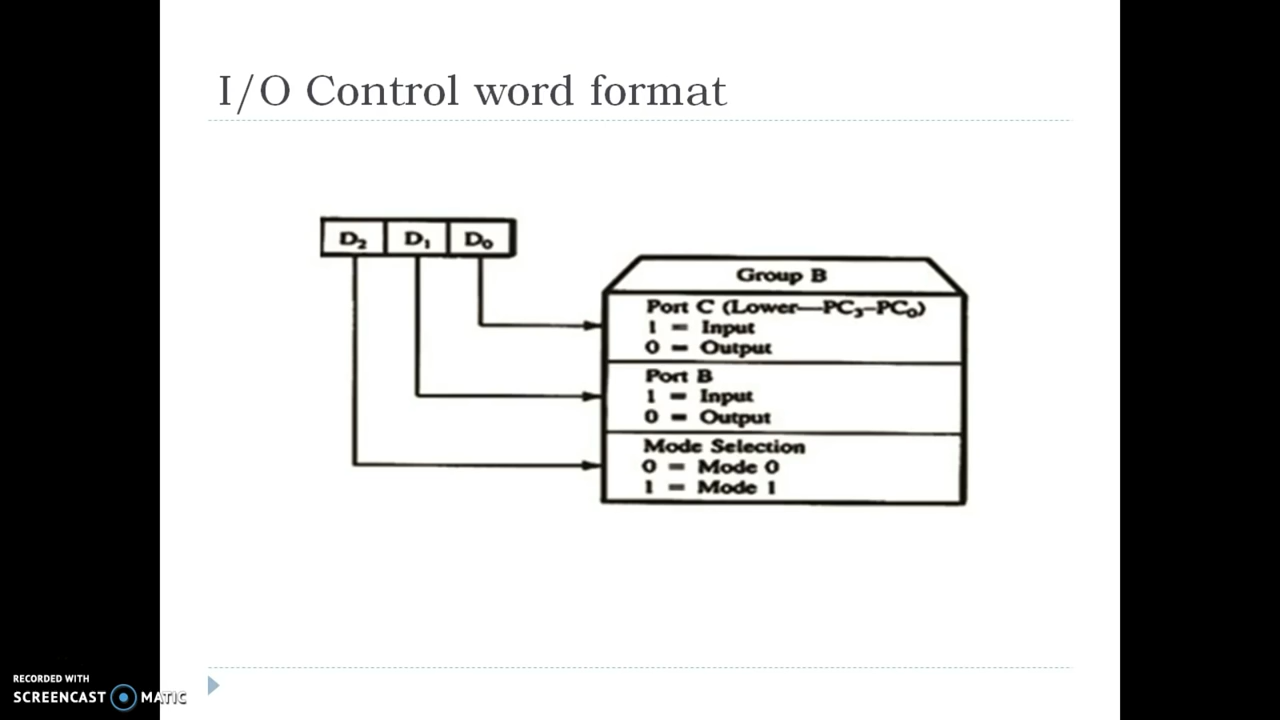 I/O Control word format
D₂ D₁ D₀
Group B
Port C (Lower—PC₃–PC₀)
1 = Input
0 = Output
Port B
1 = Input
0 = Output
Mode Selection
0 = Mode 0
1 = Mode 1
RECORDED WITH
SCREENCAST MATIC